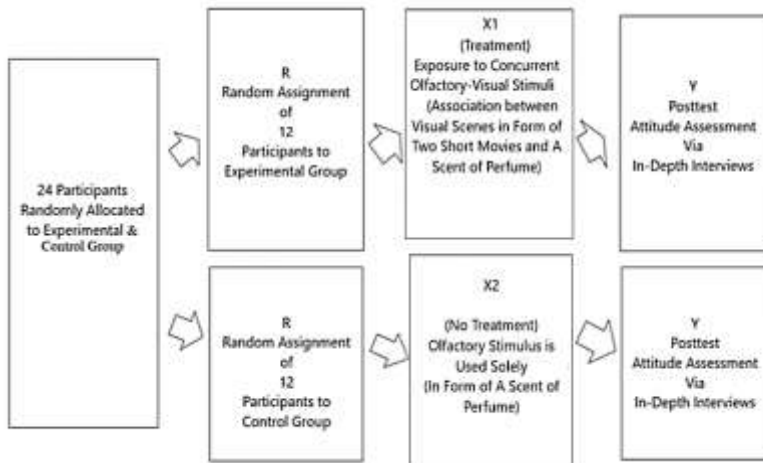 24 Participants
Randomly Allocated
to Experimental &
Control Group
R
Random Assignment
of
12
Participants to
Experimental Group
X1
(Treatment)
Exposure to Concurrent
Olfactory-Visual Stimuli
(Association between
Visual Scenes in Form of
Two Short Movies and A
Scent of Perfume)
Y
Posttest
Attitude Assessment
Via
In-Depth Interviews
R
Random Assignment
of
12
Participants to
Control Group
X2
(No Treatment)
Olfactory Stimulus is
Used Solely
(In Form of A Scent of
Perfume)
Y
Posttest
Attitude Assessment
Via
In-Depth Interviews